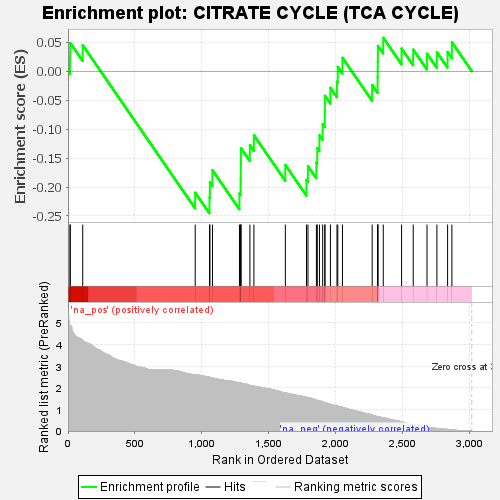 Enrichment plot: CITRATE CYCLE (TCA CYCLE)
Enrichment score (ES)
0.05
0.00
-0.05
-0.10
-0.15
-0.20
-0.25
'na_pos' (positively correlated)
Ranked list metric (PreRanked)
5
4
3
2
1
0
Zero cross at
'na_neg' (negatively correlated)
0
500
1,000
1,500
2,000
2,500
3,000
Rank in Ordered Dataset
Enrichment profile
Hits
Ranking metric scores